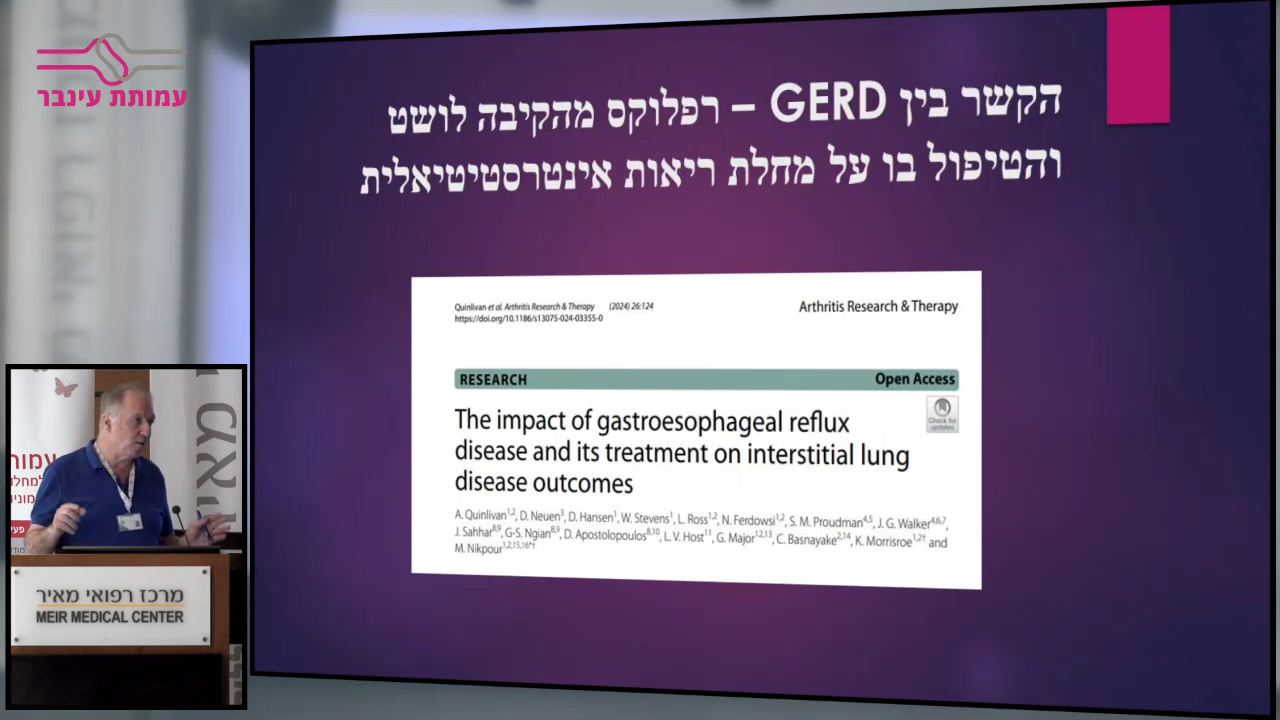 עמותת עינבר
הקשר בין GERD – רפלוקס מהקיבה לושט
והטיפול בו על מחלת ריאות אינטרסטיטיאלית
Quinlivan et al. Arthritis Research & Therapy (2024) 26:124
https://doi.org/10.1186/s13075-024-03355-0
Arthritis Research & Therapy
RESEARCH
Open Access
Check for
updates
The impact of gastroesophageal reflux
disease and its treatment on interstitial lung
disease outcomes
A. Quinlivan1,2, D. Neuen3, D. Hansen1, W. Stevens1, L. Ross1,2, N. Ferdowsi1,2, S. M. Proudman4,5, J. G. Walker4,6,7,
J. Sahhar8,9, G-S. Ngian8,9, D. Apostolopoulos8,10, L. V. Host11, G. Major12,13, C. Basnayake2,14, K. Morrisroe1,2† and
M. Nikpour1,2,15,16*†
מרכז רפואי מאיר
MEIR MEDICAL CENTER